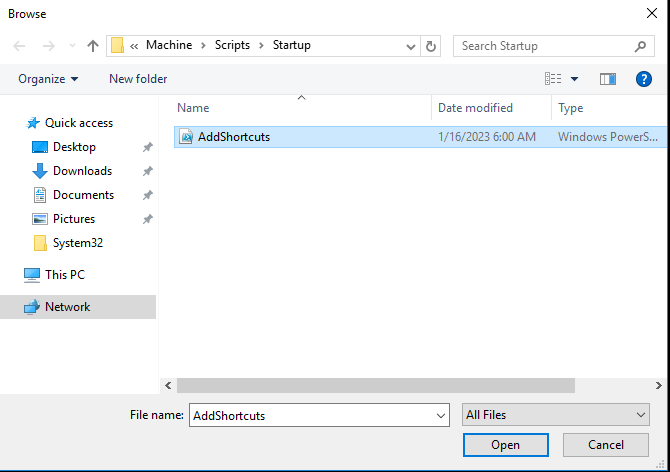 Browse
« Machine > Scripts > Startup
Search Startup
Organize
New folder
Name
Date modified
Type
Quick access
Desktop
Downloads
Documents
Pictures
System32
This PC
Network
AddShortcuts
1/16/2023 6:00 AM
Windows PowerS...
File name:
AddShortcuts
All Files
Open
Cancel